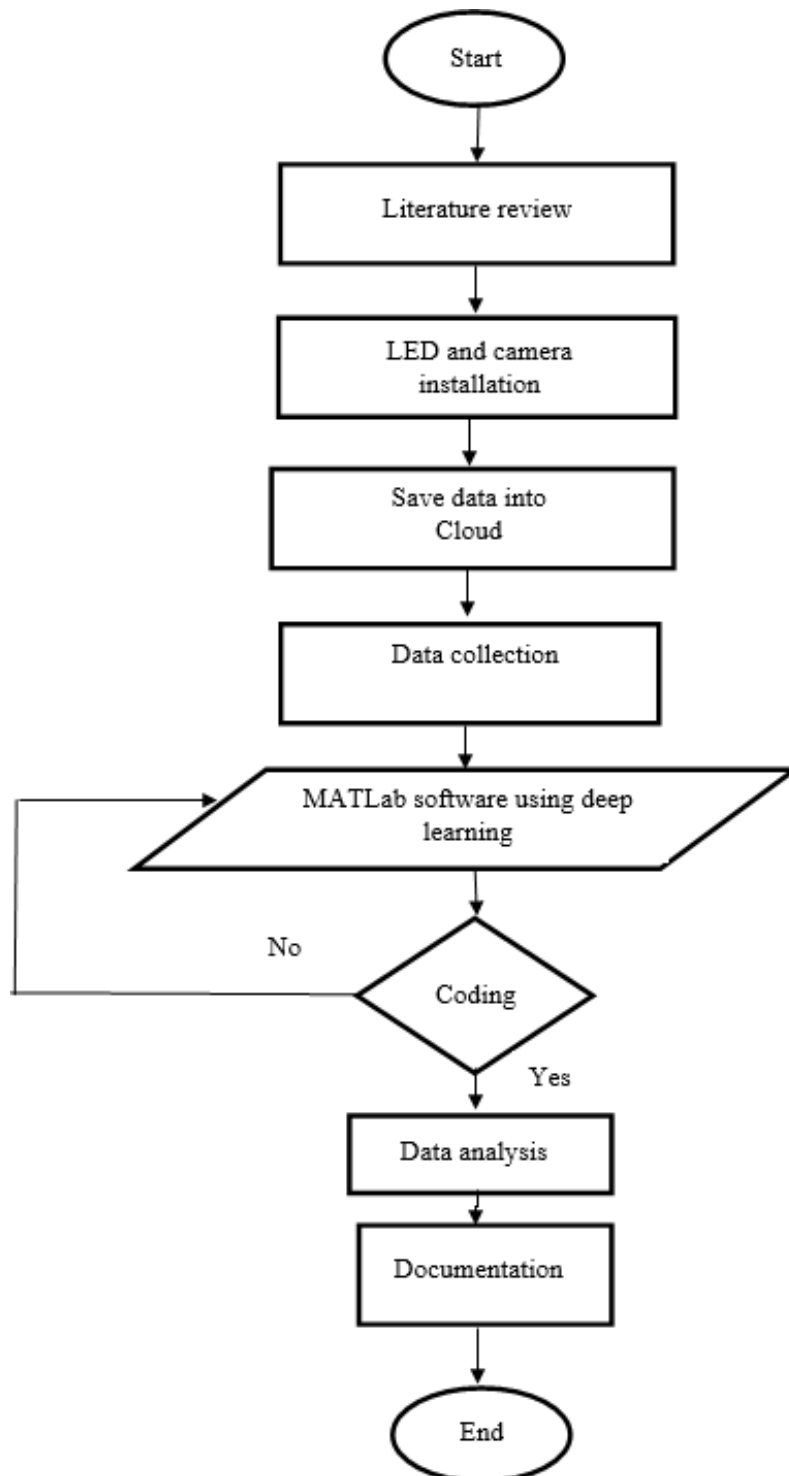 Start
Literature review
LED and camera
installation
Save data into
Cloud
Data collection
MATLab software using deep
learning
No
Coding
Yes
Data analysis
Documentation
End